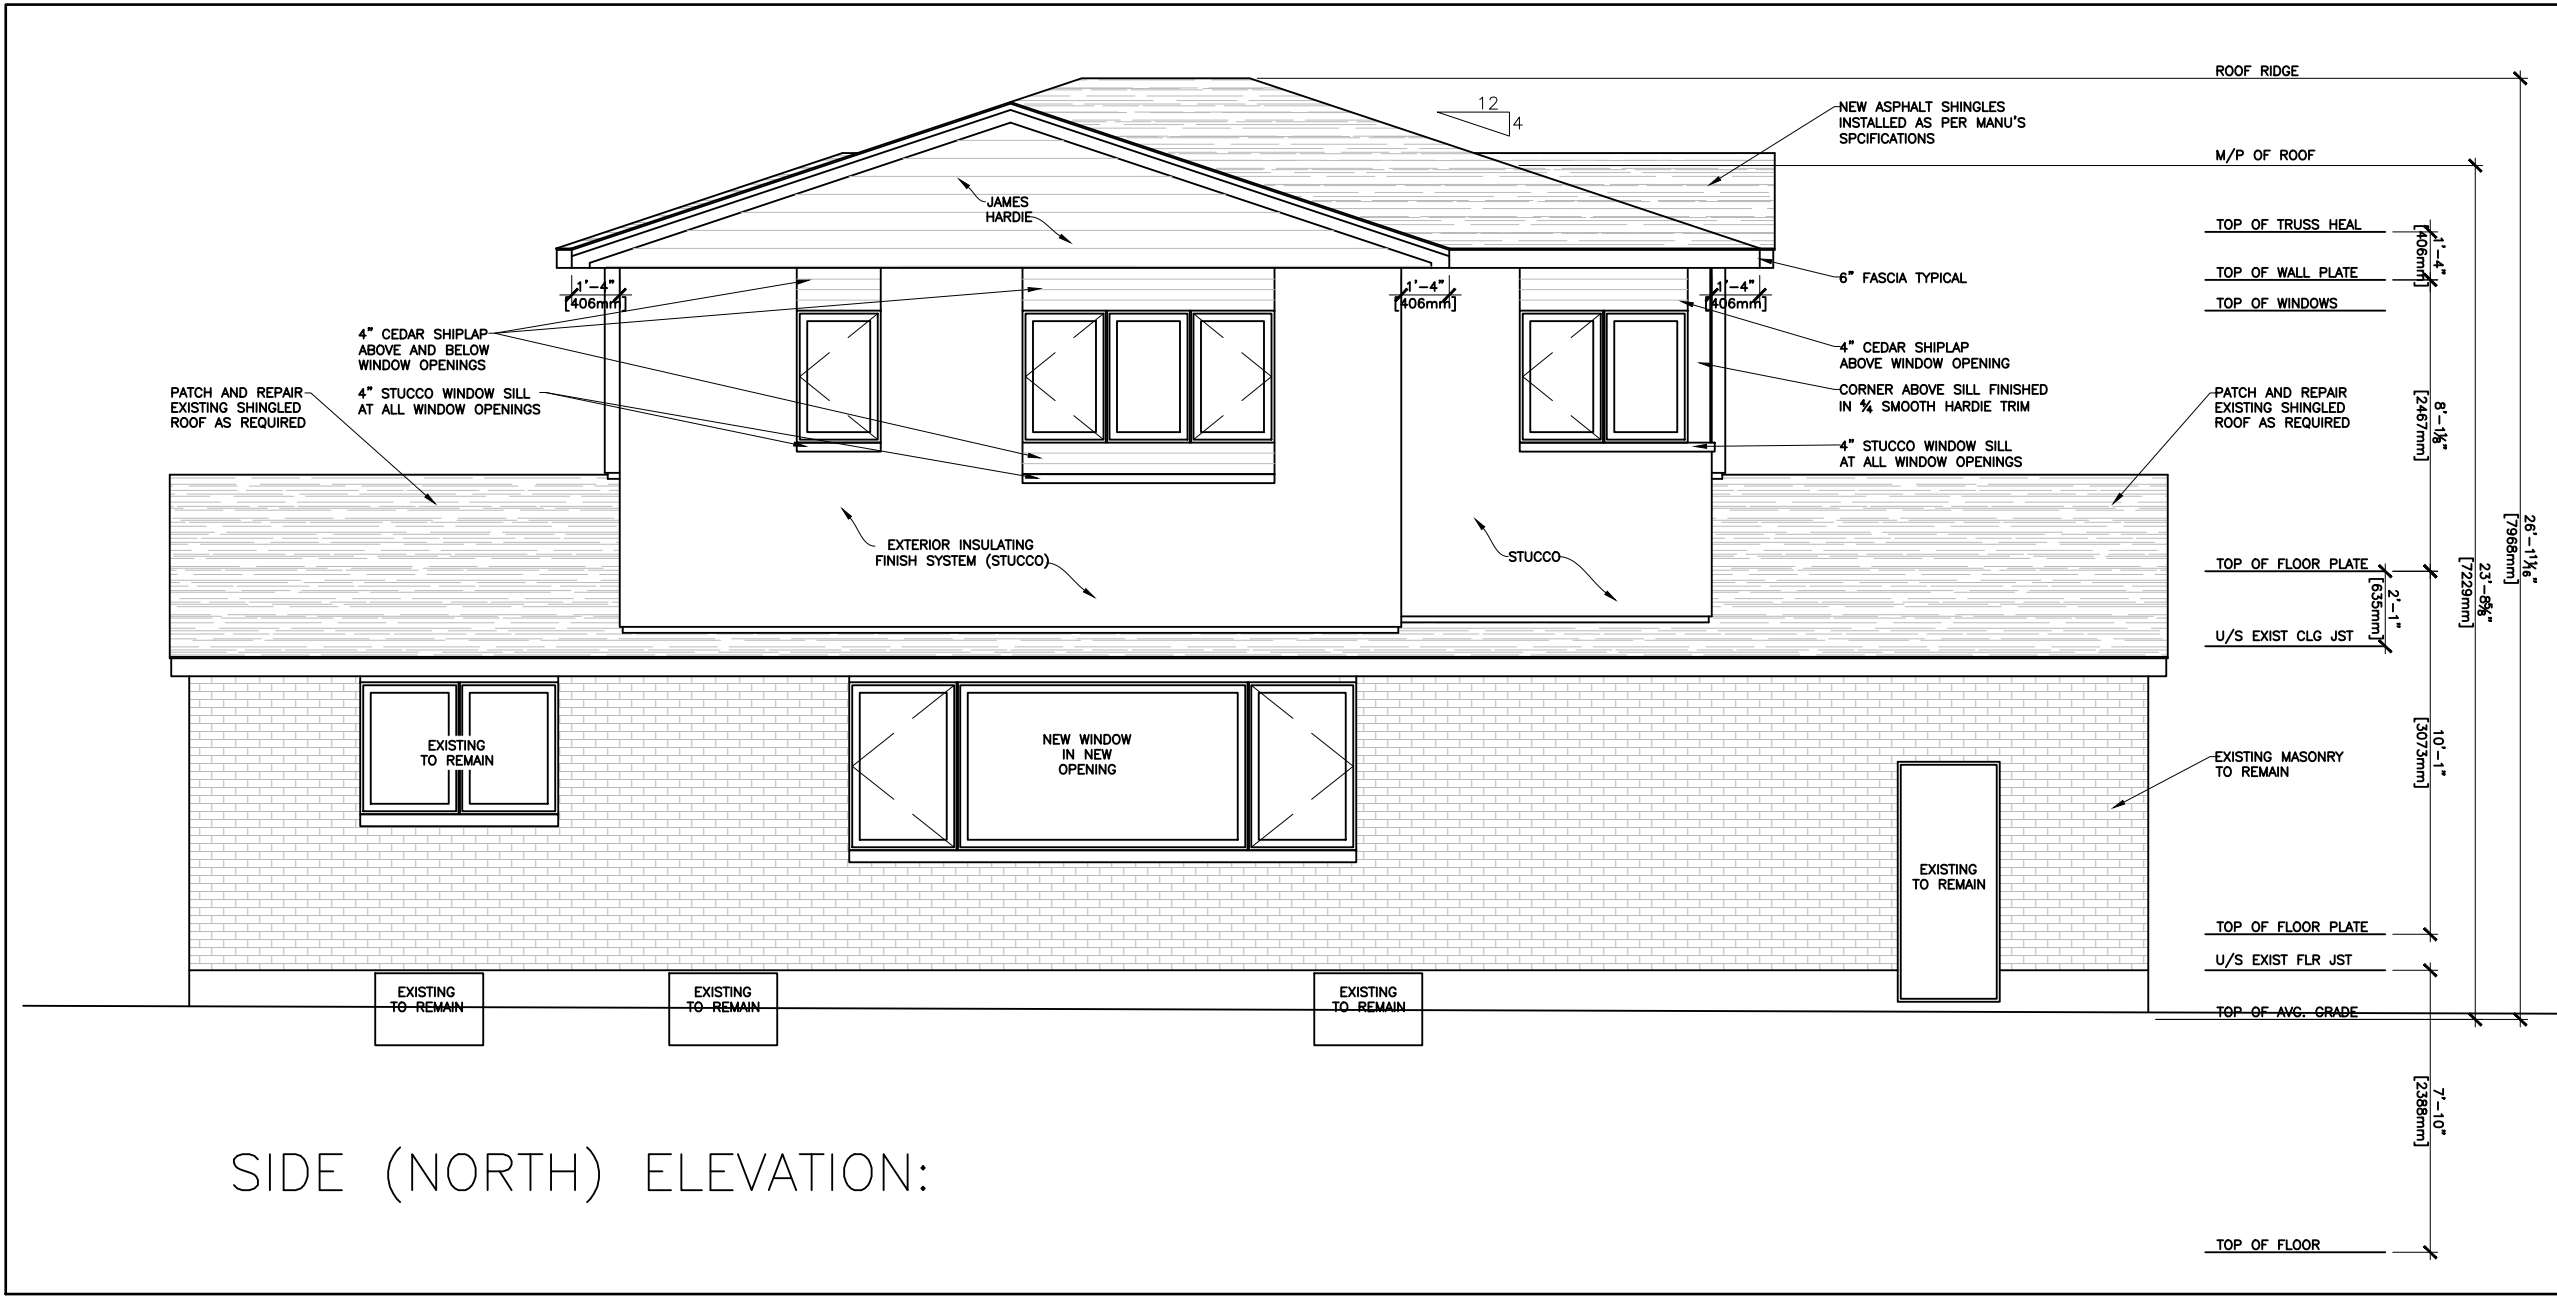 ROOF RIDGE
12
4
NEW ASPHALT SHINGLES
INSTALLED AS PER MANU'S
SPCIFICATIONS
M/P OF ROOF
JAMES
HARDIE
TOP OF TRUSS HEAL
1'-4"
[406mm]
6" FASCIA TYPICAL
TOP OF WALL PLATE
TOP OF WINDOWS
1'-4"
[406mm]
1'-4"
[406mm]
1'-4"
[406mm]
4" CEDAR SHIPLAP
ABOVE AND BELOW
WINDOW OPENINGS
4" CEDAR SHIPLAP
ABOVE WINDOW OPENING
PATCH AND REPAIR
EXISTING SHINGLED
ROOF AS REQUIRED
4" STUCCO WINDOW SILL
AT ALL WINDOW OPENINGS
CORNER ABOVE SILL FINISHED
IN 5/4 SMOOTH HARDIE TRIM
4" STUCCO WINDOW SILL
AT ALL WINDOW OPENINGS
PATCH AND REPAIR
EXISTING SHINGLED
ROOF AS REQUIRED
8'-1⅛"
[2467mm]
EXTERIOR INSULATING
FINISH SYSTEM (STUCCO)
STUCCO
26'-1 11/16"
[7968mm]
23'-8⅝"
[7229mm]
TOP OF FLOOR PLATE
2'-1"
[635mm]
U/S EXIST CLG JST
EXISTING
TO REMAIN
NEW WINDOW
IN NEW
OPENING
10'-1"
[3073mm]
EXISTING MASONRY
TO REMAIN
EXISTING
TO REMAIN
TOP OF FLOOR PLATE
U/S EXIST FLR JST
EXISTING
TO REMAIN
EXISTING
TO REMAIN
EXISTING
TO REMAIN
TOP OF AVG. GRADE
7'-10"
[2388mm]
SIDE (NORTH) ELEVATION:
TOP OF FLOOR